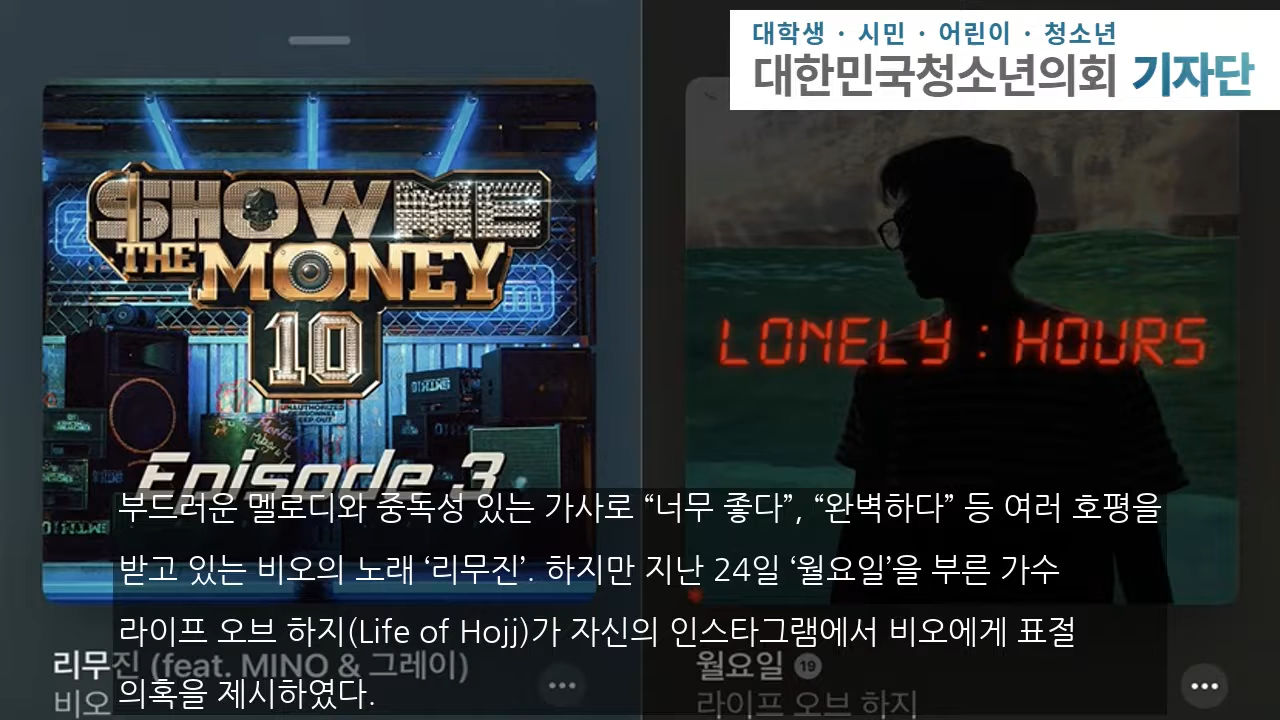 대학생 · 시민 · 어린이 · 청소년
대한민국청소년의회 기자단
SHOW ME
THE MONEY
10
UNAUTHORIZED
PERSONNEL
KEEP OUT
Episode 3
LONELY : HOURS
부드러운 멜로디와 중독성 있는 가사로 “너무 좋다”, “완벽하다” 등 여러 호평을
받고 있는 비오의 노래 ‘리무진’. 하지만 지난 24일 ‘월요일’을 부른 가수
라이프 오브 하지(Life of Hojj)가 자신의 인스타그램에서 비오에게 표절
의혹을 제시하였다.
리무진 (feat. MINO & 그레이)
비오
월요일 19
라이프 오브 하지